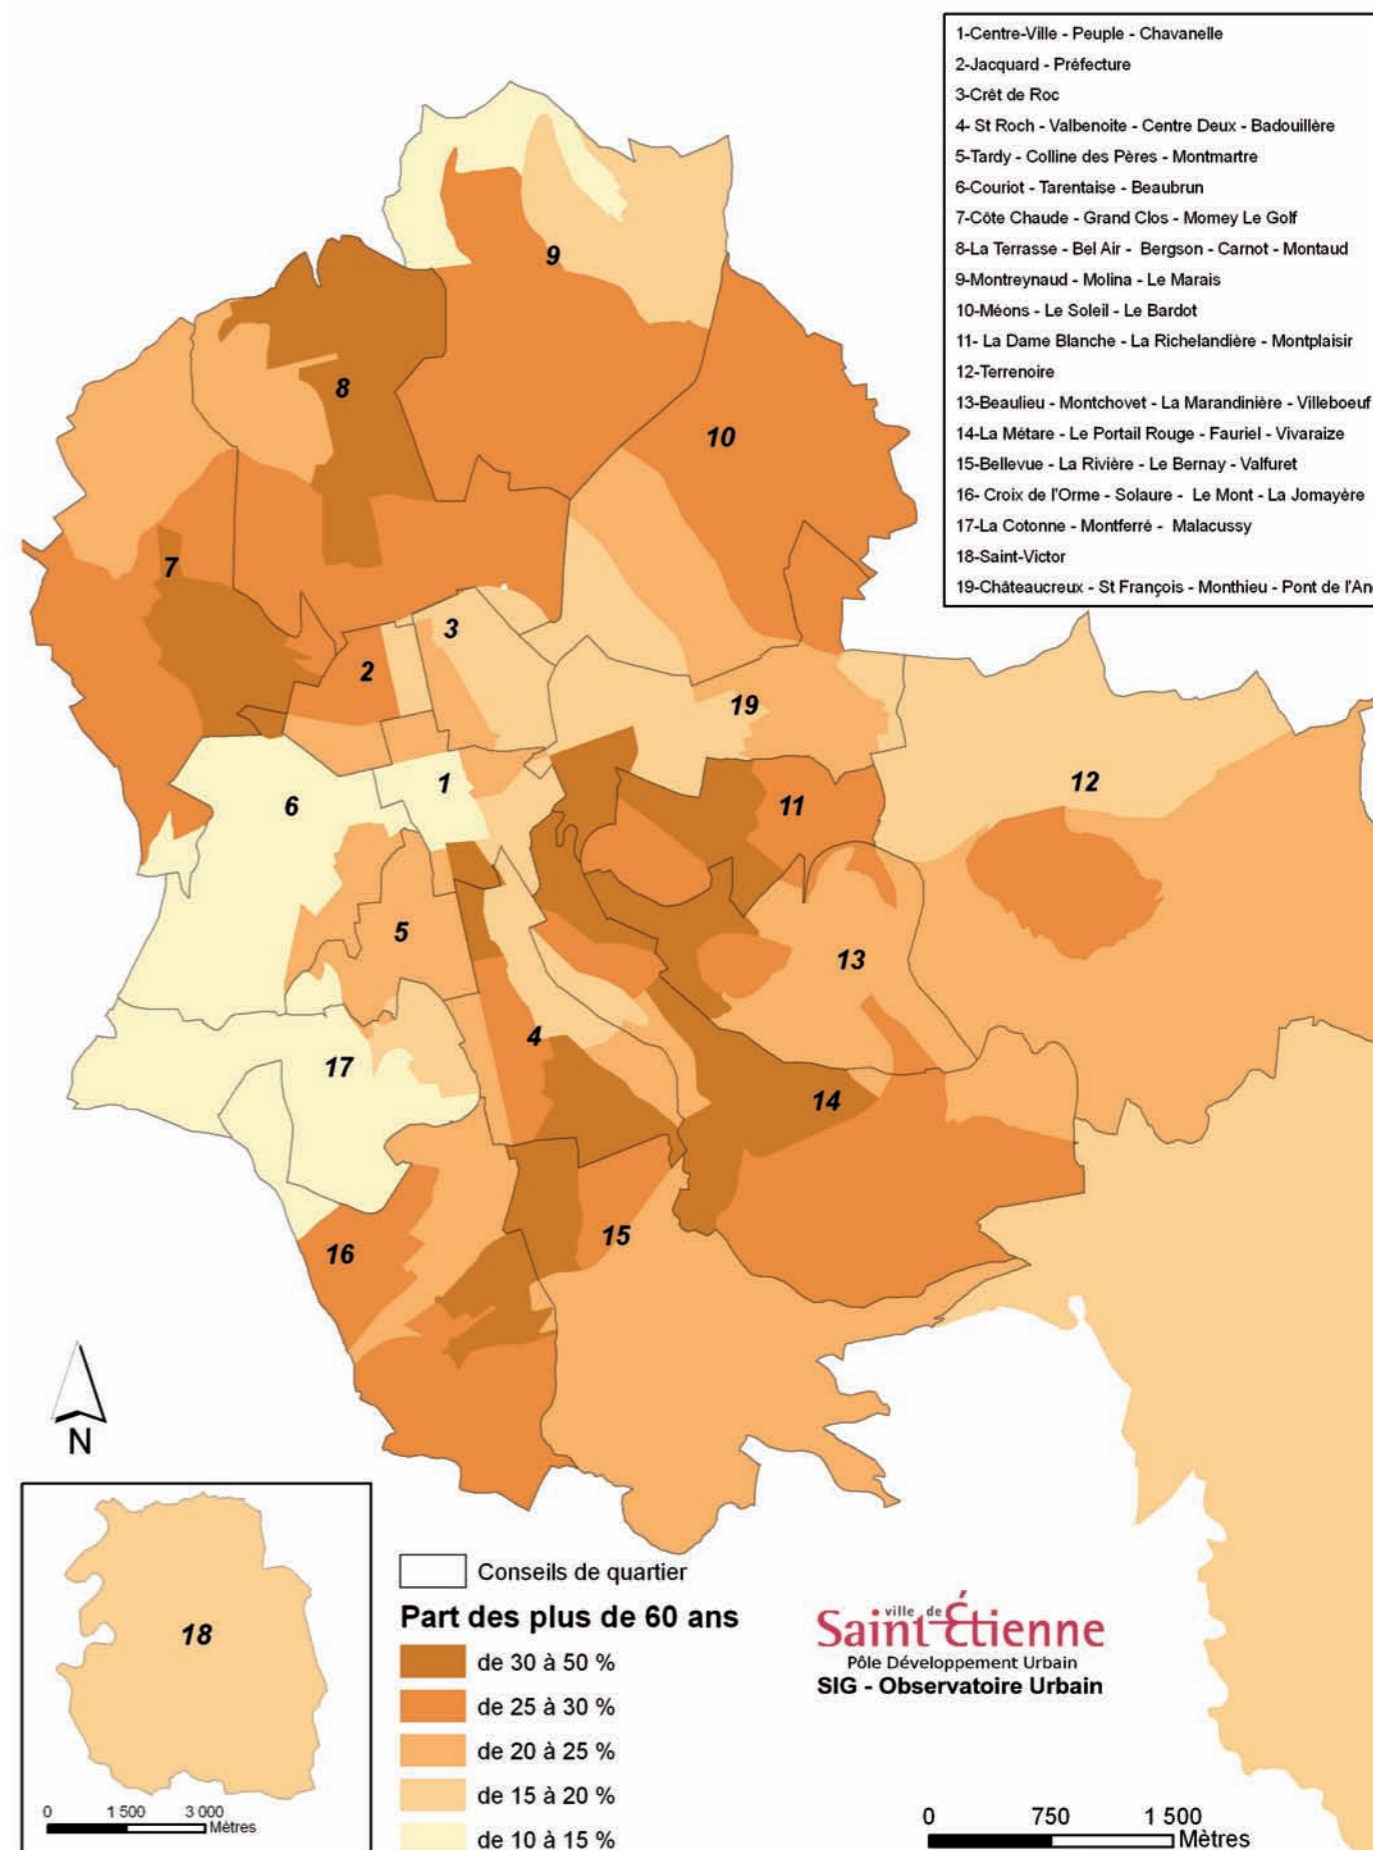 1-Centre-Ville - Peuple - Chavanelle
2-Jacquard - Préfecture
3-Crêt de Roc
4- St Roch - Valbenoite - Centre Deux - Badouillère
5-Tardy - Colline des Pères - Montmartre
6-Couriot - Tarentaise - Beaubrun
7-Côte Chaude - Grand Clos - Momey Le Golf
8-La Terrasse - Bel Air - Bergson - Carnot - Montaud
9-Montreynaud - Molina - Le Marais
10-Méons - Le Soleil - Le Bardot
11- La Dame Blanche - La Richelandière - Montplaisir
12-Terrenoire
13-Beaulieu - Montchovet - La Marandinière - Villeboeuf
14-La Métare - Le Portail Rouge - Fauriel - Vivaraize
15-Bellevue - La Rivière - Le Bernay - Valfuret
16- Croix de l'Orme - Solaure - Le Mont - La Jomayère
17-La Cotonne - Montferré - Malacussy
18-Saint-Victor
19-Châteaucreux - St François - Monthieu - Pont de l'An
9
8
10
7
3
2
19
1
6
12
11
5
13
4
17
14
15
16
N
18
0 1 500 3 000
Mètres
Conseils de quartier
Part des plus de 60 ans
de 30 à 50 %
de 25 à 30 %
de 20 à 25 %
de 15 à 20 %
de 10 à 15 %
ville de
Saint-Étienne
Pôle Développement Urbain
SIG - Observatoire Urbain
0 750 1 500
Mètres